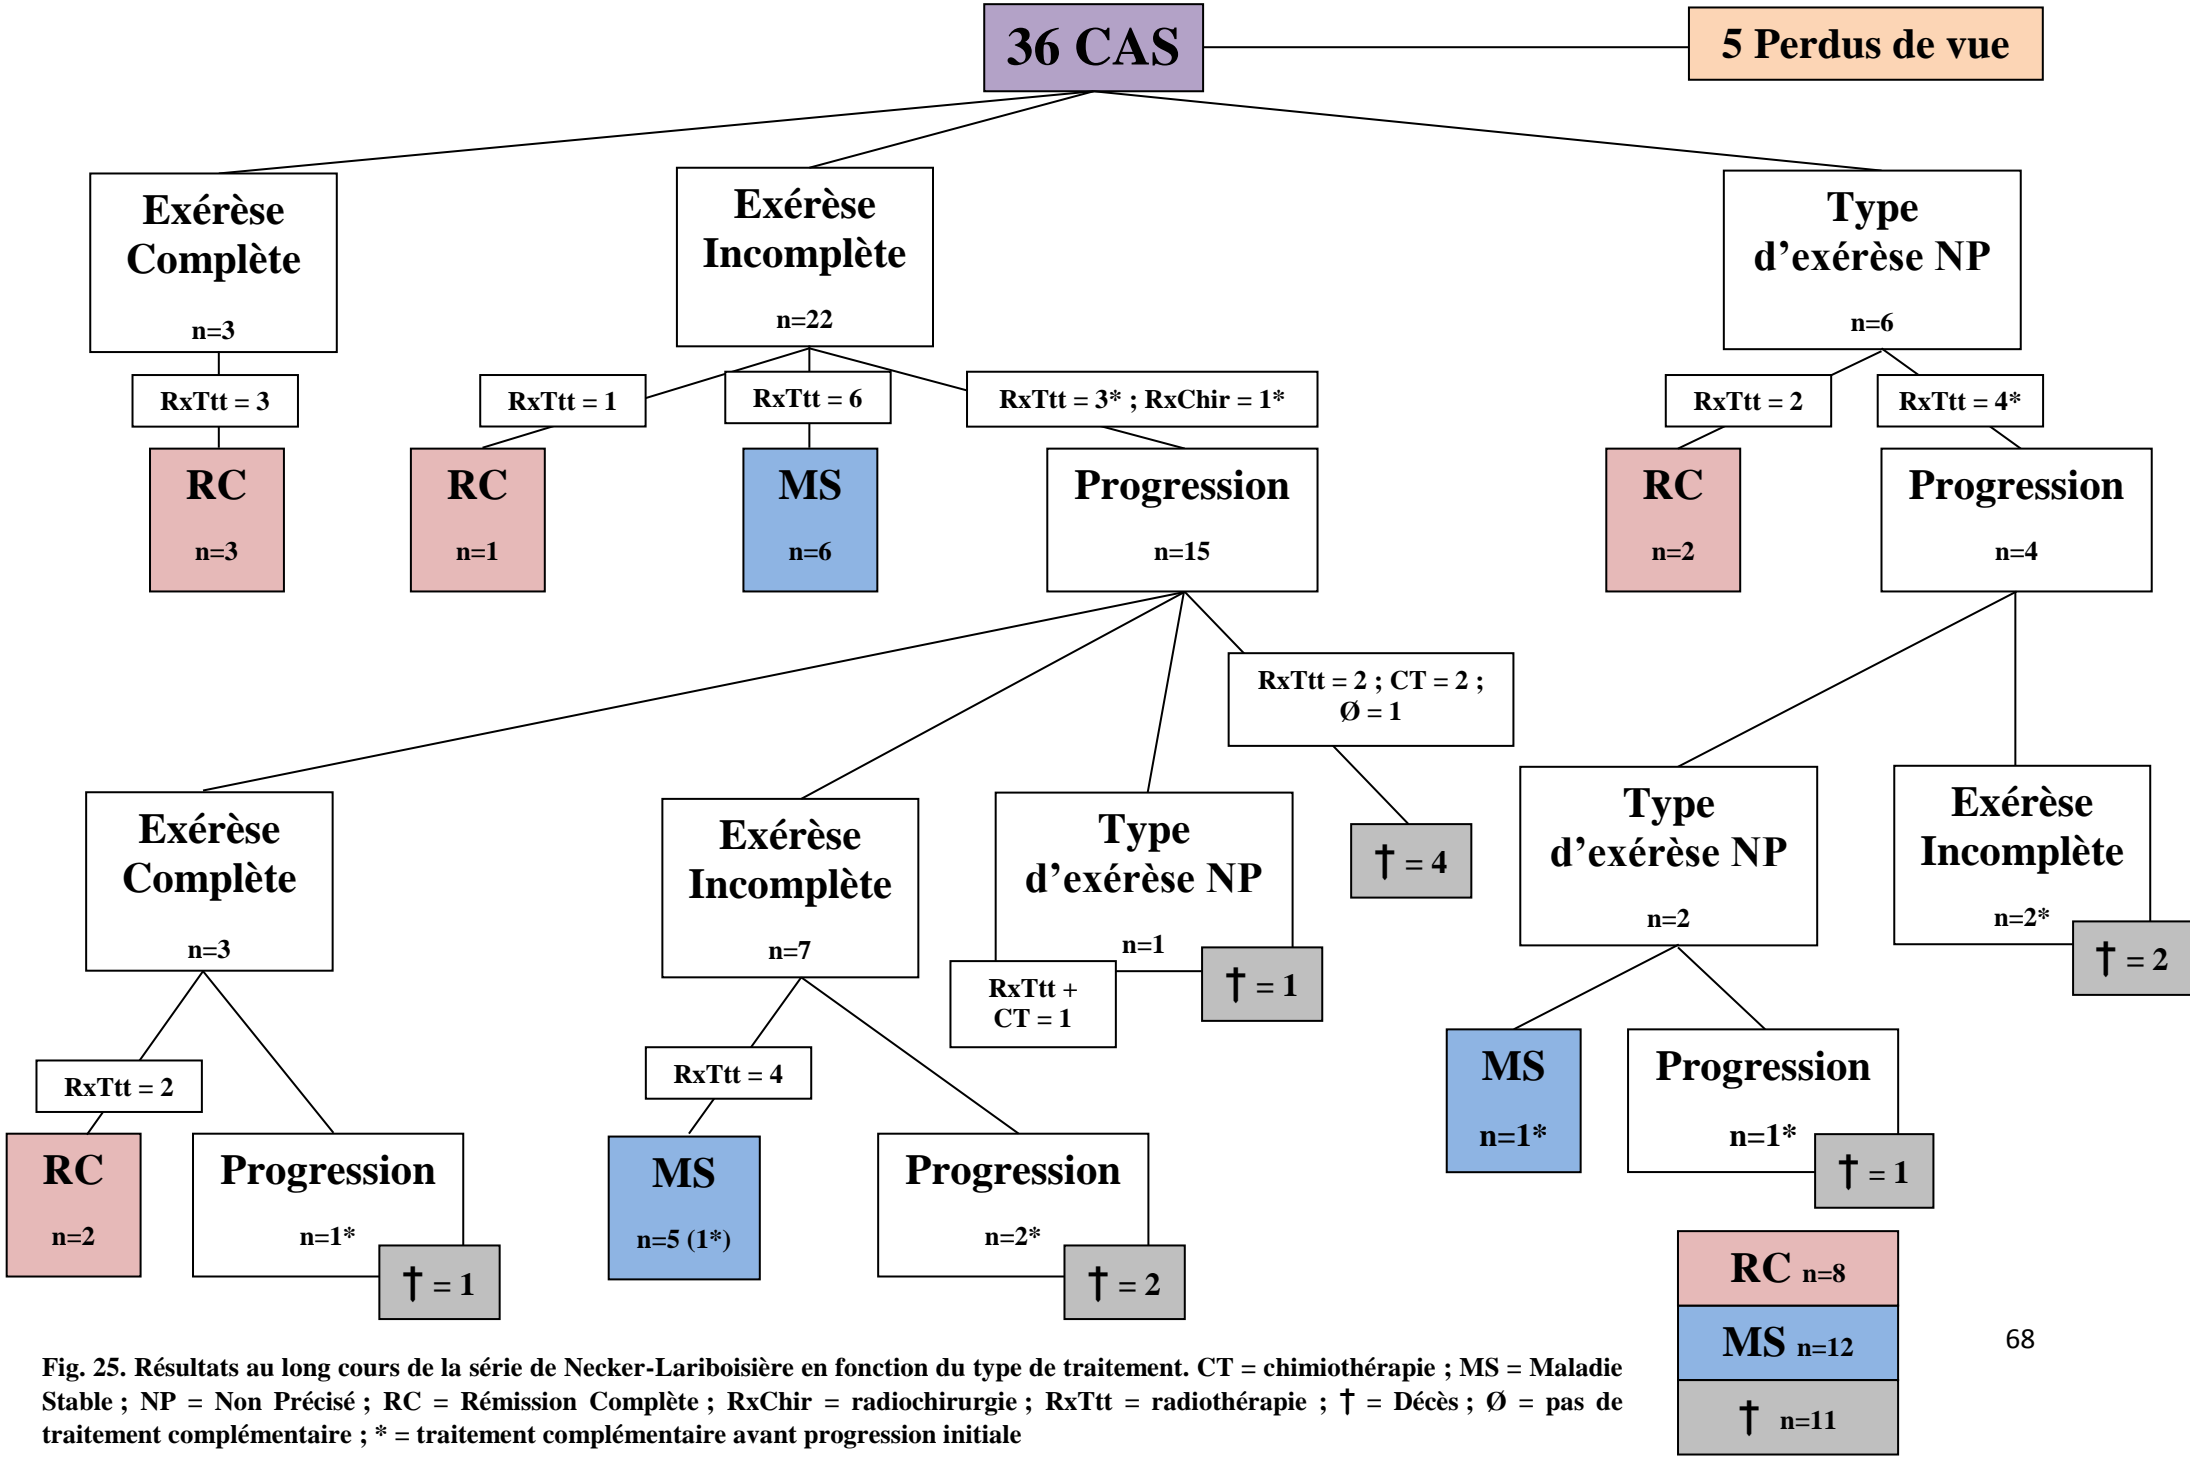 36 CAS
5 Perdus de vue
Exérèse
Complète
n=3
Exérèse
Incomplète
n=22
Type
d’exérèse NP
n=6
RxTtt = 3
RxTtt = 1
RxTtt = 6
RxTtt = 3* ; RxChir = 1*
RxTtt = 2
RxTtt = 4*
RC
n=3
RC
n=1
MS
n=6
Progression
n=15
RC
n=2
Progression
n=4
RxTtt = 2 ; CT = 2 ;
Ø = 1
† = 4
Exérèse
Complète
n=3
Exérèse
Incomplète
n=7
Type
d’exérèse NP
n=1
RxTtt +
CT = 1
† = 1
Type
d’exérèse NP
n=2
Exérèse
Incomplète
n=2*
† = 2
RxTtt = 2
RxTtt = 4
RC
n=2
Progression
n=1*
† = 1
MS
n=5 (1*)
Progression
n=2*
† = 2
MS
n=1*
Progression
n=1*
† = 1
RC n=8
MS n=12
† n=11
68
Fig. 25. Résultats au long cours de la série de Necker-Lariboisière en fonction du type de traitement. CT = chimiothérapie ; MS = Maladie
Stable ; NP = Non Précisé ; RC = Rémission Complète ; RxChir = radiochirurgie ; RxTtt = radiothérapie ; † = Décès ; Ø = pas de
traitement complémentaire ; * = traitement complémentaire avant progression initiale